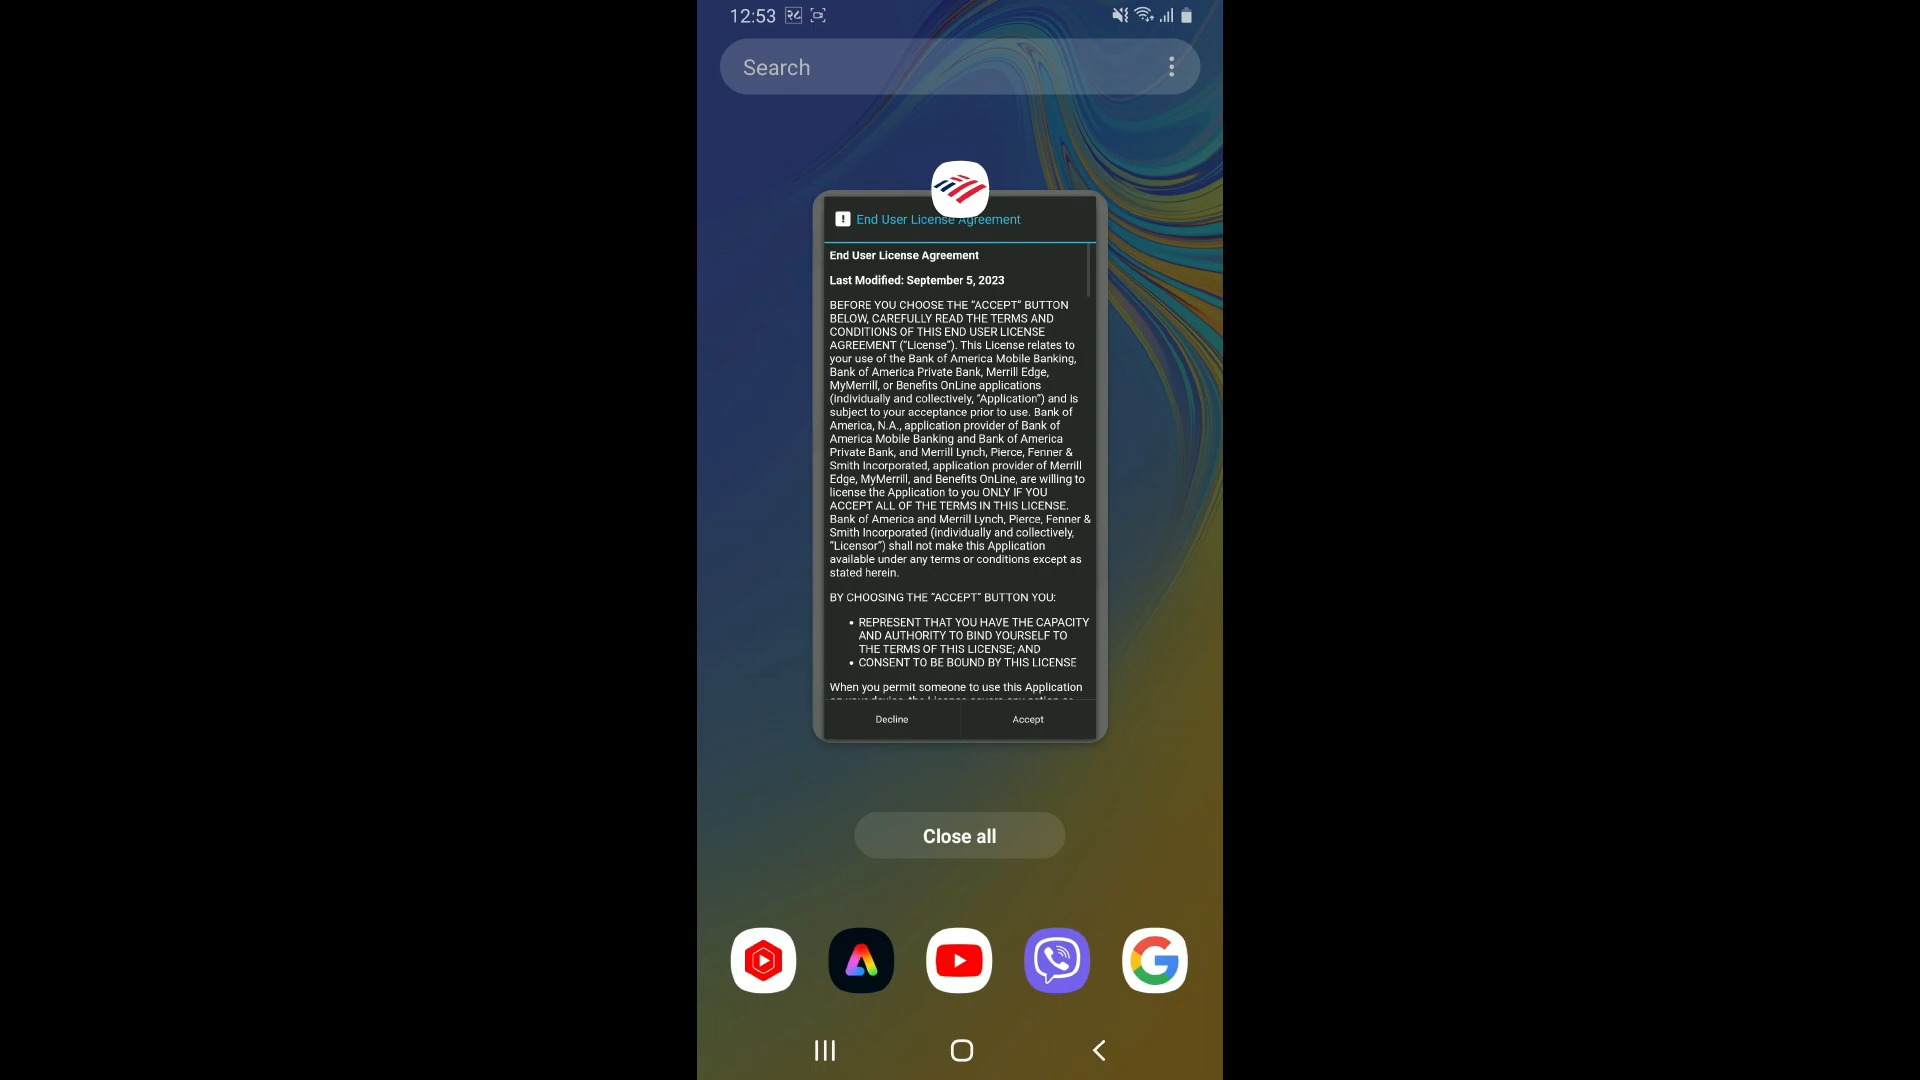 12:53
Search
End User License Agreement
End User License Agreement
Last Modified: September 5, 2023
BEFORE YOU CHOOSE THE “ACCEPT” BUTTON
BELOW, CAREFULLY READ THE TERMS AND
CONDITIONS OF THIS END USER LICENSE
AGREEMENT (“License”). This License relates to
your use of the Bank of America Mobile Banking,
Bank of America Private Bank, Merrill Edge,
MyMerrill, or Benefits OnLine applications
(individually and collectively, “Application”) and is
subject to your acceptance prior to use. Bank of
America, N.A., application provider of Bank of
America Mobile Banking and Bank of America
Private Bank, and Merrill Lynch, Pierce, Fenner &
Smith Incorporated, application provider of Merrill
Edge, MyMerrill, and Benefits OnLine, are willing to
license the Application to you ONLY IF YOU
ACCEPT ALL OF THE TERMS IN THIS LICENSE.
Bank of America and Merrill Lynch, Pierce, Fenner &
Smith Incorporated (individually and collectively,
“Licensor”) shall not make this Application
available under any terms or conditions except as
stated herein.
BY CHOOSING THE “ACCEPT” BUTTON YOU:
• REPRESENT THAT YOU HAVE THE CAPACITY
AND AUTHORITY TO BIND YOURSELF TO
THE TERMS OF THIS LICENSE; AND
• CONSENT TO BE BOUND BY THIS LICENSE
When you permit someone to use this Application
Decline
Accept
Close all